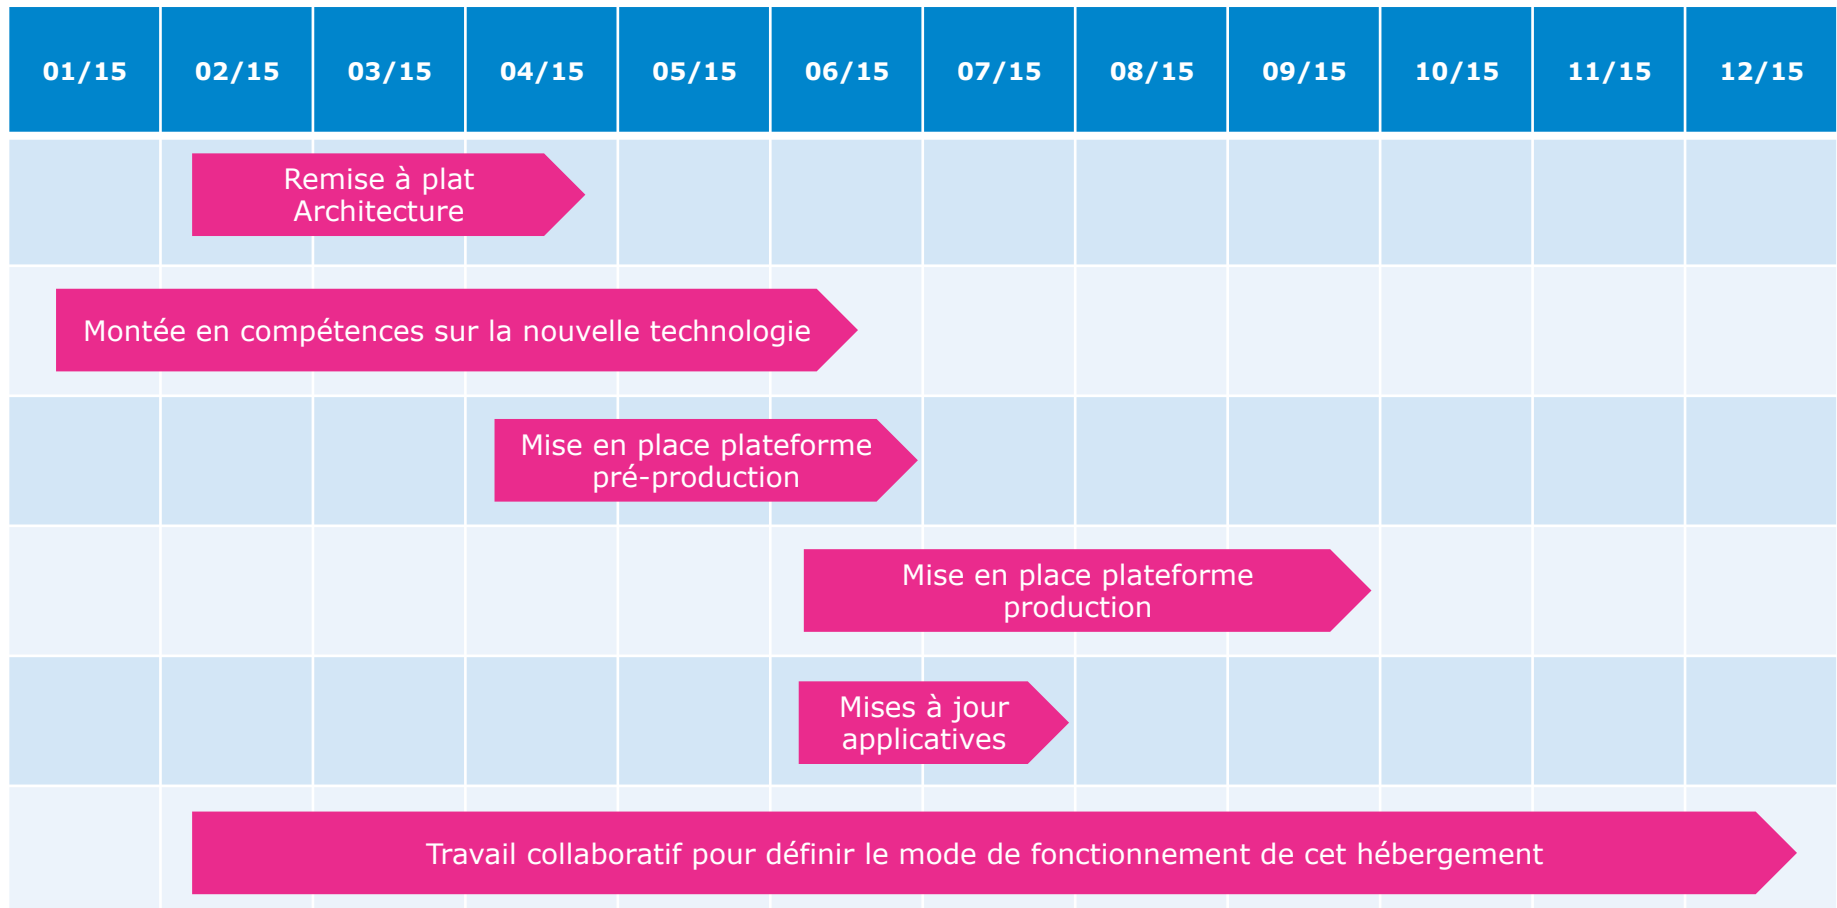 01/15 02/15 03/15 04/15 05/15 06/15 07/15 08/15 09/15 10/15 11/15 12/15
Remise à plat
Architecture
Montée en compétences sur la nouvelle technologie
Mise en place plateforme
pré-production
Mise en place plateforme
production
Mises à jour
applicatives
Travail collaboratif pour définir le mode de fonctionnement de cet hébergement